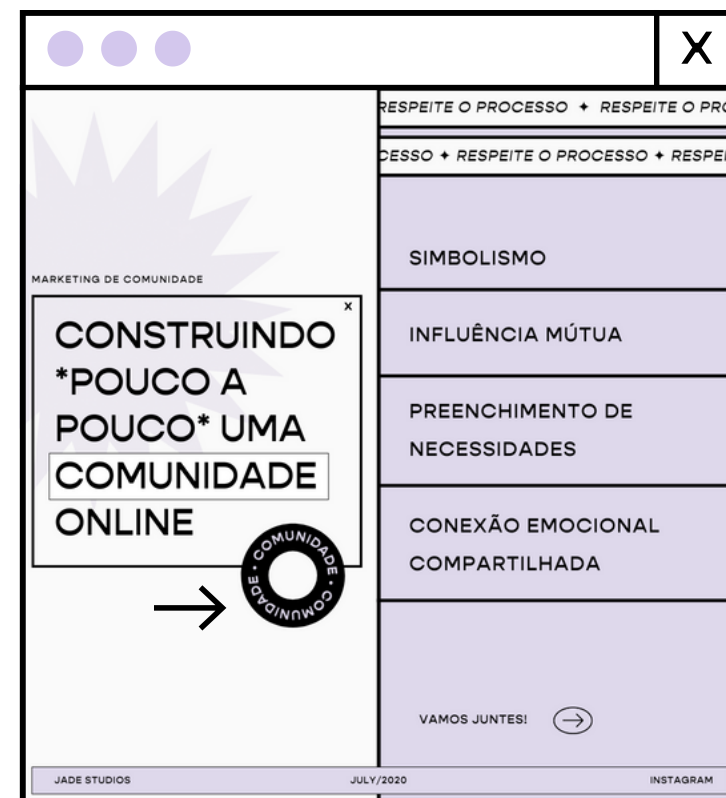 X
RESPEITE O PROCESSO ✦ RESPEITE O PRO
CESSO ✦ RESPEITE O PROCESSO ✦ RESPEI
MARKETING DE COMUNIDADE
X
CONSTRUINDO
*POUCO A
POUCO* UMA
COMUNIDADE
ONLINE
COMUNIDADE • COMUNIDADE •
SIMBOLISMO
INFLUÊNCIA MÚTUA
PREENCHIMENTO DE
NECESSIDADES
CONEXÃO EMOCIONAL
COMPARTILHADA
VAMOS JUNTES!
JADE STUDIOS JULY/2020 INSTAGRAM